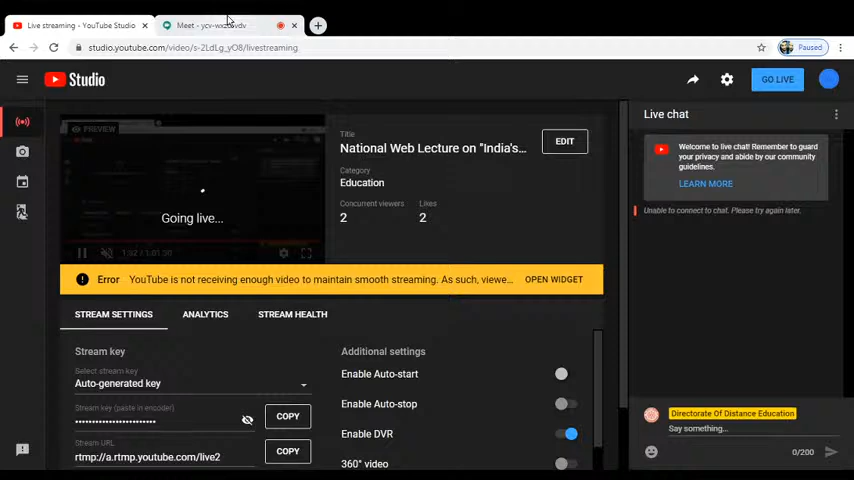 Live streaming - YouTube Studio
Meet - ycv-
studio.youtube.com/video/s-2LdLg_yO8/livestreaming
Paused
Studio
GO LIVE
PREVIEW
Going live...
1:32 / 1:01:30
Title
National Web Lecture on "India's...
EDIT
Category
Education
Concurrent viewers
2
Likes
2
Error YouTube is not receiving enough video to maintain smooth streaming. As such, viewe... OPEN WIDGET
STREAM SETTINGS ANALYTICS STREAM HEALTH
Stream key
Select stream key
Auto-generated key
Stream key (paste in encoder)
••••••••••••••••••••••••
COPY
Stream URL
rtmp://a.rtmp.youtube.com/live2
COPY
Additional settings
Enable Auto-start
Enable Auto-stop
Enable DVR
360° video
Live chat
Welcome to live chat! Remember to guard
your privacy and abide by our community
guidelines.
LEARN MORE
Unable to connect to chat. Please try again later.
Directorate Of Distance Education
Say something...
0/200